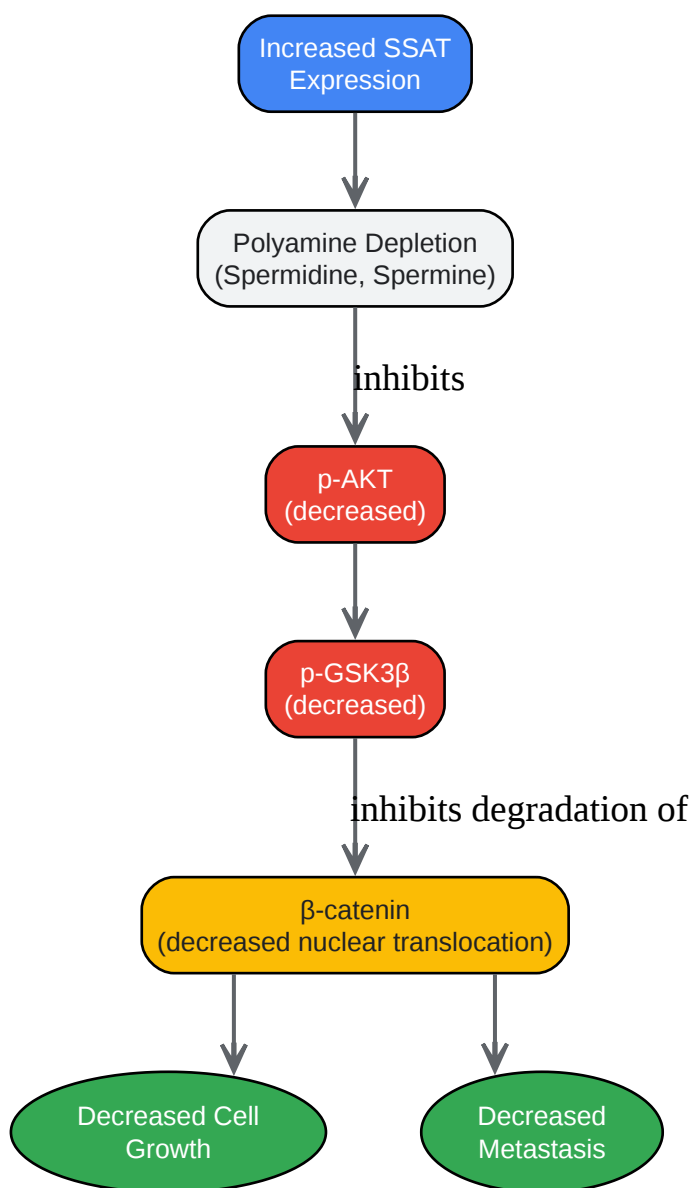 Increased SSAT
Expression
Polyamine Depletion
(Spermidine, Spermine)
inhibits
p-AKT
(decreased)
p-GSK3β
(decreased)
inhibits degradation of
β-catenin
(decreased nuclear translocation)
Decreased Cell
Growth
Decreased
Metastasis